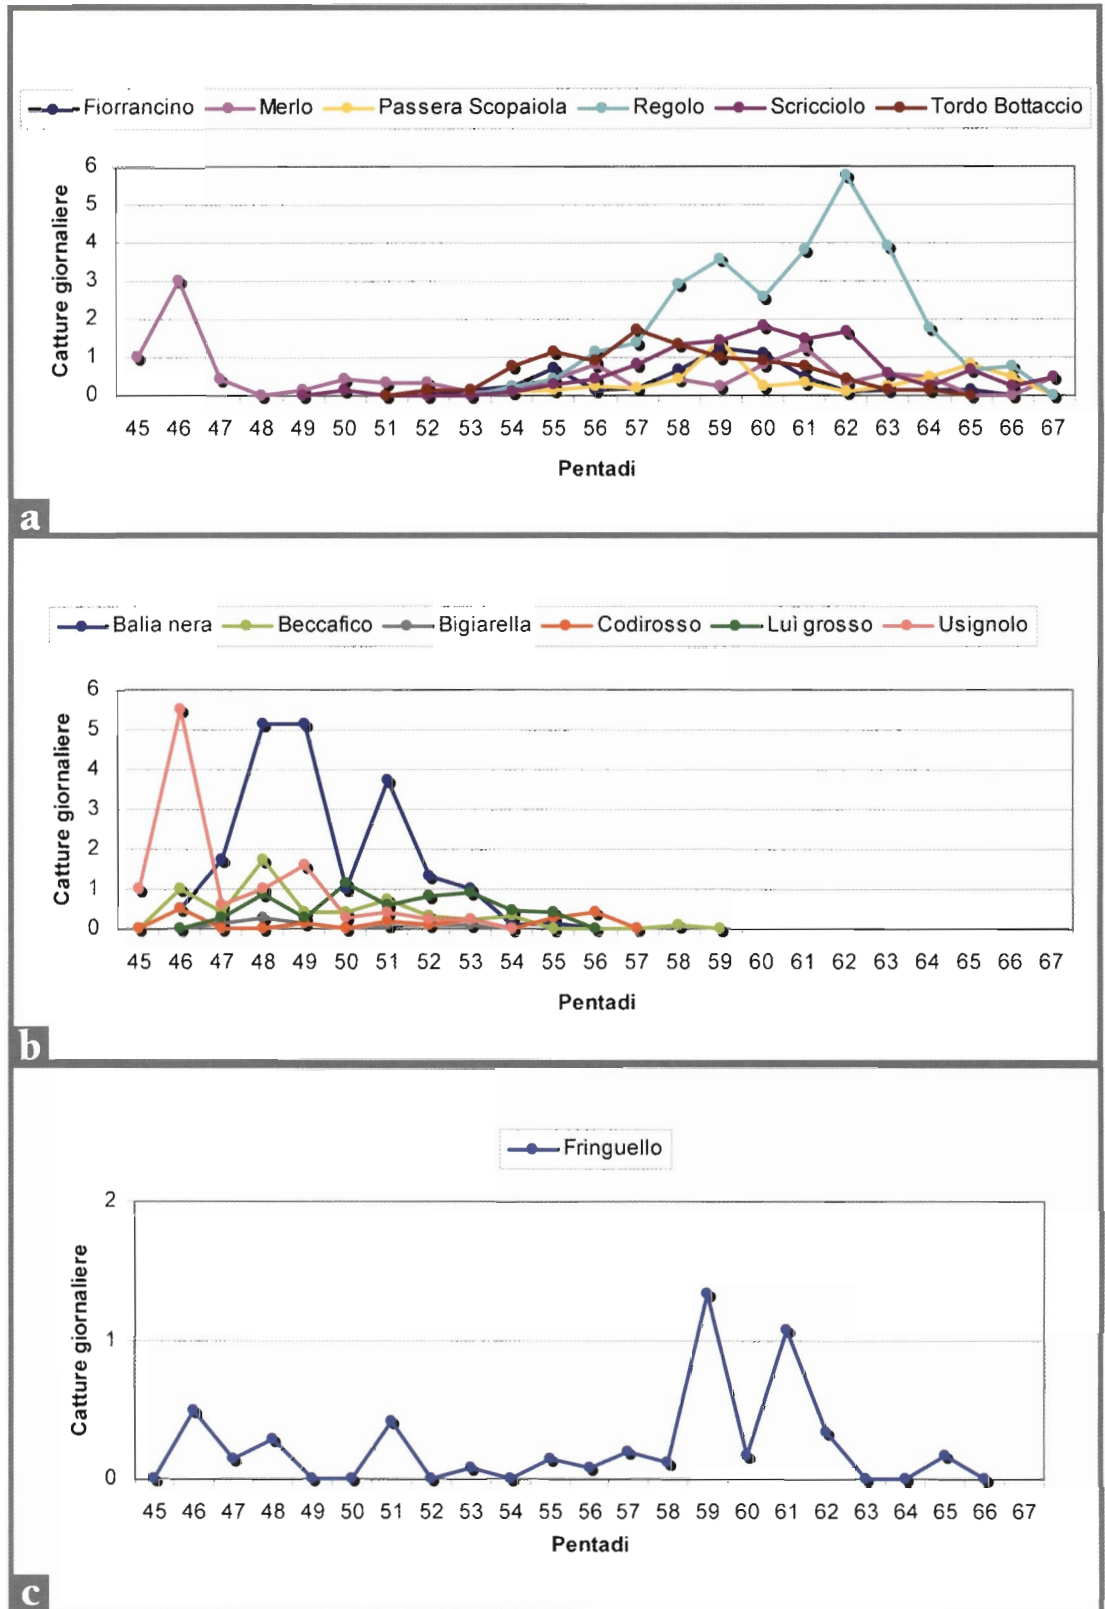 Fiorrancino Merlo Passera Scopaiola Regolo Scricciolo Tordo Bottaccio
6
5
4
3
2
1
0
Catture giornaliere
45 46 47 48 49 50 51 52 53 54 55 56 57 58 59 60 61 62 63 64 65 66 67
Pentadi
a
Balia nera Beccafico Bigiarella Codirosso Luì grosso Usignolo
6
5
4
3
2
1
0
Catture giornaliere
45 46 47 48 49 50 51 52 53 54 55 56 57 58 59 60 61 62 63 64 65 66 67
Pentadi
b
Fringuello
2
1
0
Catture giornaliere
45 46 47 48 49 50 51 52 53 54 55 56 57 58 59 60 61 62 63 64 65 66 67
Pentadi
c